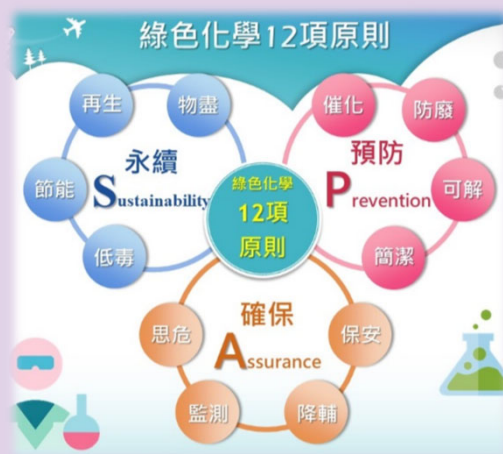 綠色化學12項原則
再生
物盡
節能
低毒
永續
Sustainability
催化
防廢
可解
簡潔
預防
Prevention
綠色化學
12項
原則
思危
保安
監測
降輔
確保
Assurance